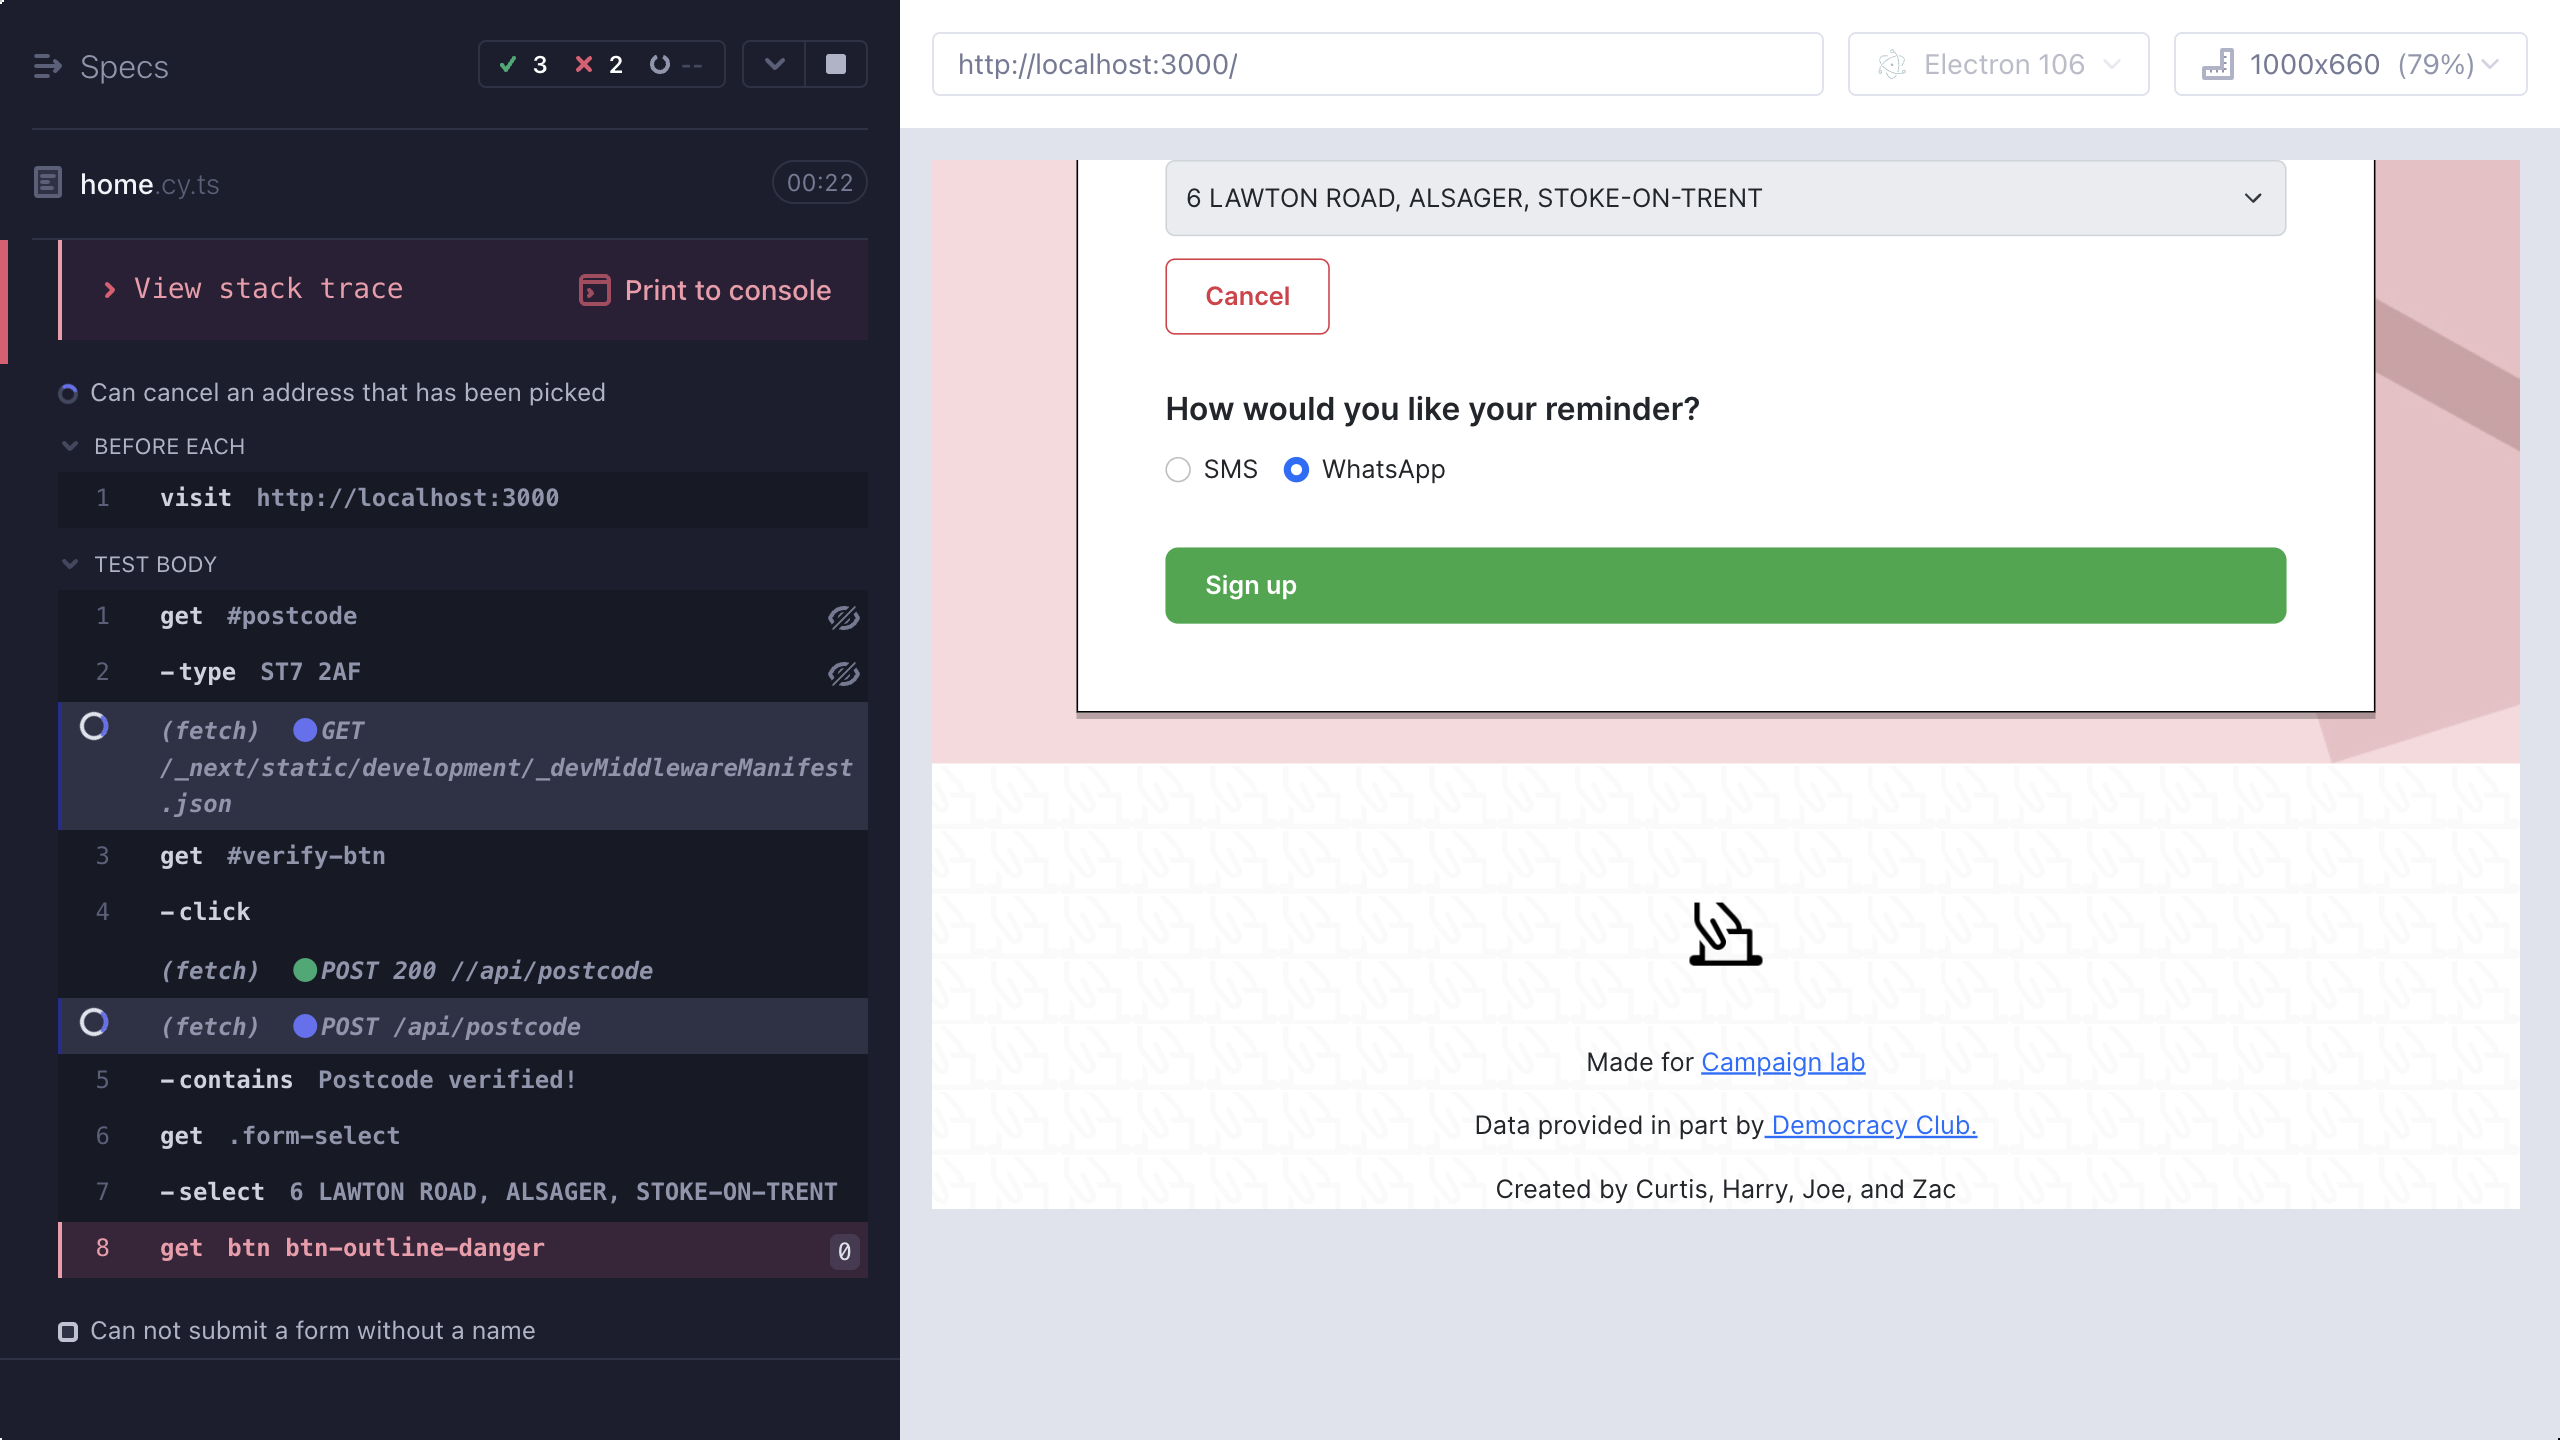 Specs
3 2 --
home.cy.ts
00:22
View stack trace
Print to console
Can cancel an address that has been picked
BEFORE EACH
1 visit http://localhost:3000
TEST BODY
1 get #postcode
2 -type ST7 2AF
(fetch) GET
/_next/static/development/_devMiddlewareManifest
.json
3 get #verify-btn
4 -click
(fetch) POST 200 //api/postcode
(fetch) POST /api/postcode
5 -contains Postcode verified!
6 get .form-select
7 -select 6 LAWTON ROAD, ALSAGER, STOKE-ON-TRENT
8 get btn btn-outline-danger 0
Can not submit a form without a name
http://localhost:3000/
Electron 106
1000x660 (79%)
6 LAWTON ROAD, ALSAGER, STOKE-ON-TRENT
Cancel
How would you like your reminder?
SMS WhatsApp
Sign up
Made for Campaign lab
Data provided in part by Democracy Club.
Created by Curtis, Harry, Joe, and Zac